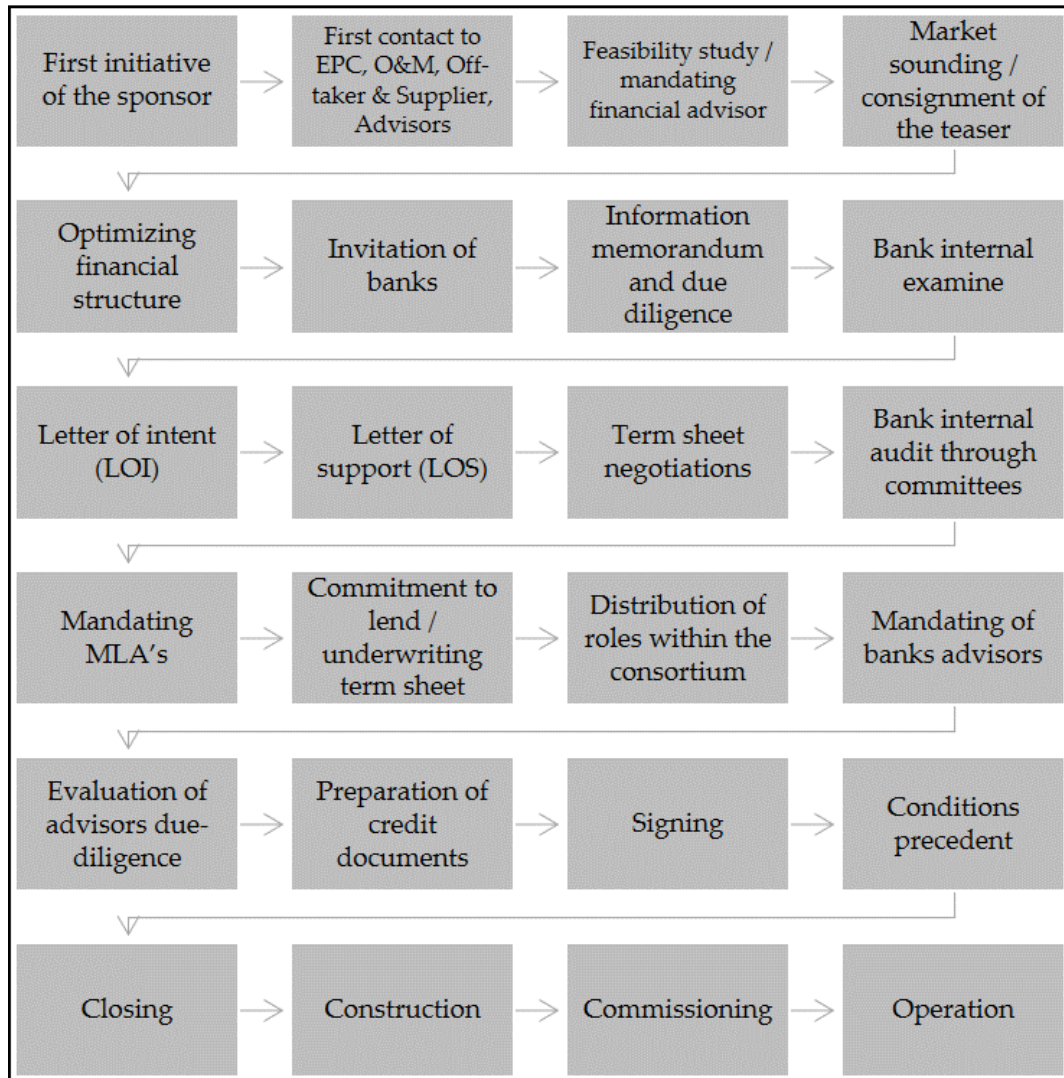 First initiative
of the sponsor
First contact to
EPC, O&M, Off-
taker & Supplier,
Advisors
Feasibility study /
mandating
financial advisor
Market
sounding /
consignment of
the teaser
Optimizing
financial
structure
Invitation of
banks
Information
memorandum
and due
diligence
Bank internal
examine
Letter of intent
(LOI)
Letter of
support (LOS)
Term sheet
negotiations
Bank internal
audit through
committees
Mandating
MLA's
Commitment to
lend /
underwriting
term sheet
Distribution of
roles within the
consortium
Mandating of
banks advisors
Evaluation of
advisors due-
diligence
Preparation of
credit
documents
Signing
Conditions
precedent
Closing
Construction
Commissioning
Operation